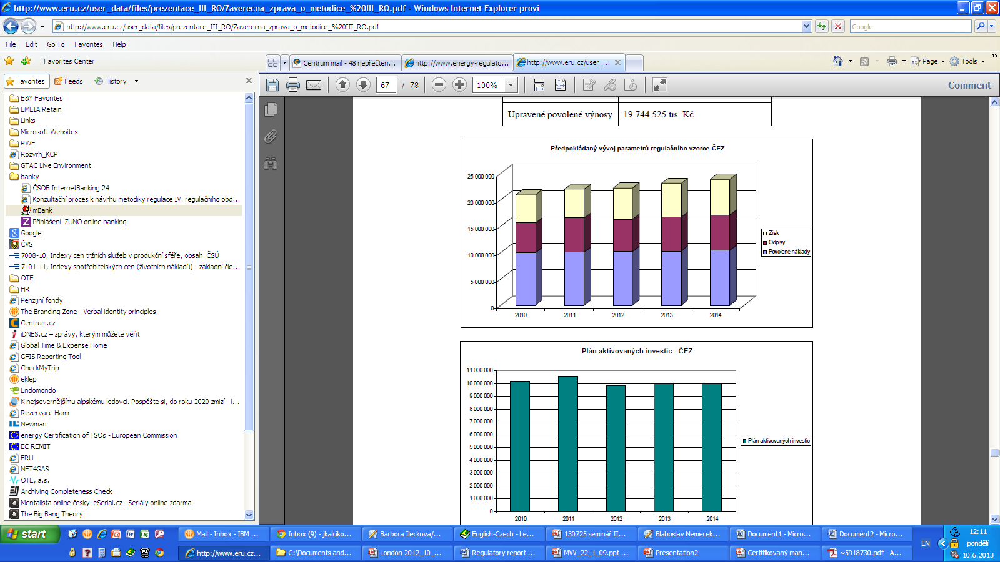 http://www.eru.cz/user_data/files/prezentace_III_RO/Zaverecna_zprava_o_metodice_%20III_RO.pdf - Windows Internet Explorer provi
http://www.eru.cz/user_data/files/prezentace_III_RO/Zaverecna_zprava_o_metodice_%20III_RO.pdf
Google
File Edit Go To Favorites Help
Favorites Center
Centrum mail - 48 nepřečten...
http://www.energy-regulato...
http://www.eru.cz/user_...
Page
Tools
Favorites Feeds History
67 / 78
100%
Comment
E&Y Favorites
EMEIA Retain
Links
Microsoft Websites
RWE
Rozvrh_KCP
GTAC Live Environment
banky
ČSOB InternetBanking 24
Konzultační proces k návrhu metodiky regulace IV. regulačního obd...
mBank
Přihlášení ZUNO online banking
Google
ČVS
7008-10, Indexy cen tržních služeb v produkční sféře, obsah ČSÚ
7101-11, Indexy spotřebitelských cen (životních nákladů) - základní čle...
OTE
HR
Penzijní fondy
The Branding Zone - Verbal identity principles
Centrum.cz
iDNES.cz – zprávy, kterým můžete věřit
Global Time & Expense Home
GFIS Reporting Tool
CheckMyTrip
eklep
Endomondo
K nejsevernějšímu alpskému ledovci. Pospěšte si, do roku 2020 zmizí - i...
Rezervace Hamr
Newman
energy Certification of TSOs - European Commission
EC REMIT
ERU
NET4GAS
OTE, a.s.
Archiving Completeness Check
Mentalista online česky eSerial.cz - Seriály online zdarma
The Big Bang Theory
Upravené povolené výnosy 19 744 525 tis. Kč
Předpokládaný vývoj parametrů regulačního vzorce-ČEZ
25 000 000
20 000 000
15 000 000
10 000 000
5 000 000
0
2010 2011 2012 2013 2014
Zisk
Odpisy
Povolené náklady
Plán aktivovaných investic - ČEZ
11 000 000
10 000 000
9 000 000
8 000 000
7 000 000
6 000 000
5 000 000
4 000 000
3 000 000
2 000 000
1 000 000
0
2010 2011 2012 2013 2014
Plán aktivovaných investic
start
Mail - Inbox - IBM ...
Inbox (9) - jkalciko...
Barbora Ileckova/...
English-Czech - Le...
130725 seminář II...
Blahoslav Nemecek...
Document1 - Micro...
Document2 - Micro...
http://www.eru.cz...
C:\Documents and...
London 2012_10_...
Regulatory report ...
MVV_22_1_09.ppt ...
Presentation2
Certifikovaný man...
~5918730.pdf - A...
EN
12:11
pondělí
10.6.2013